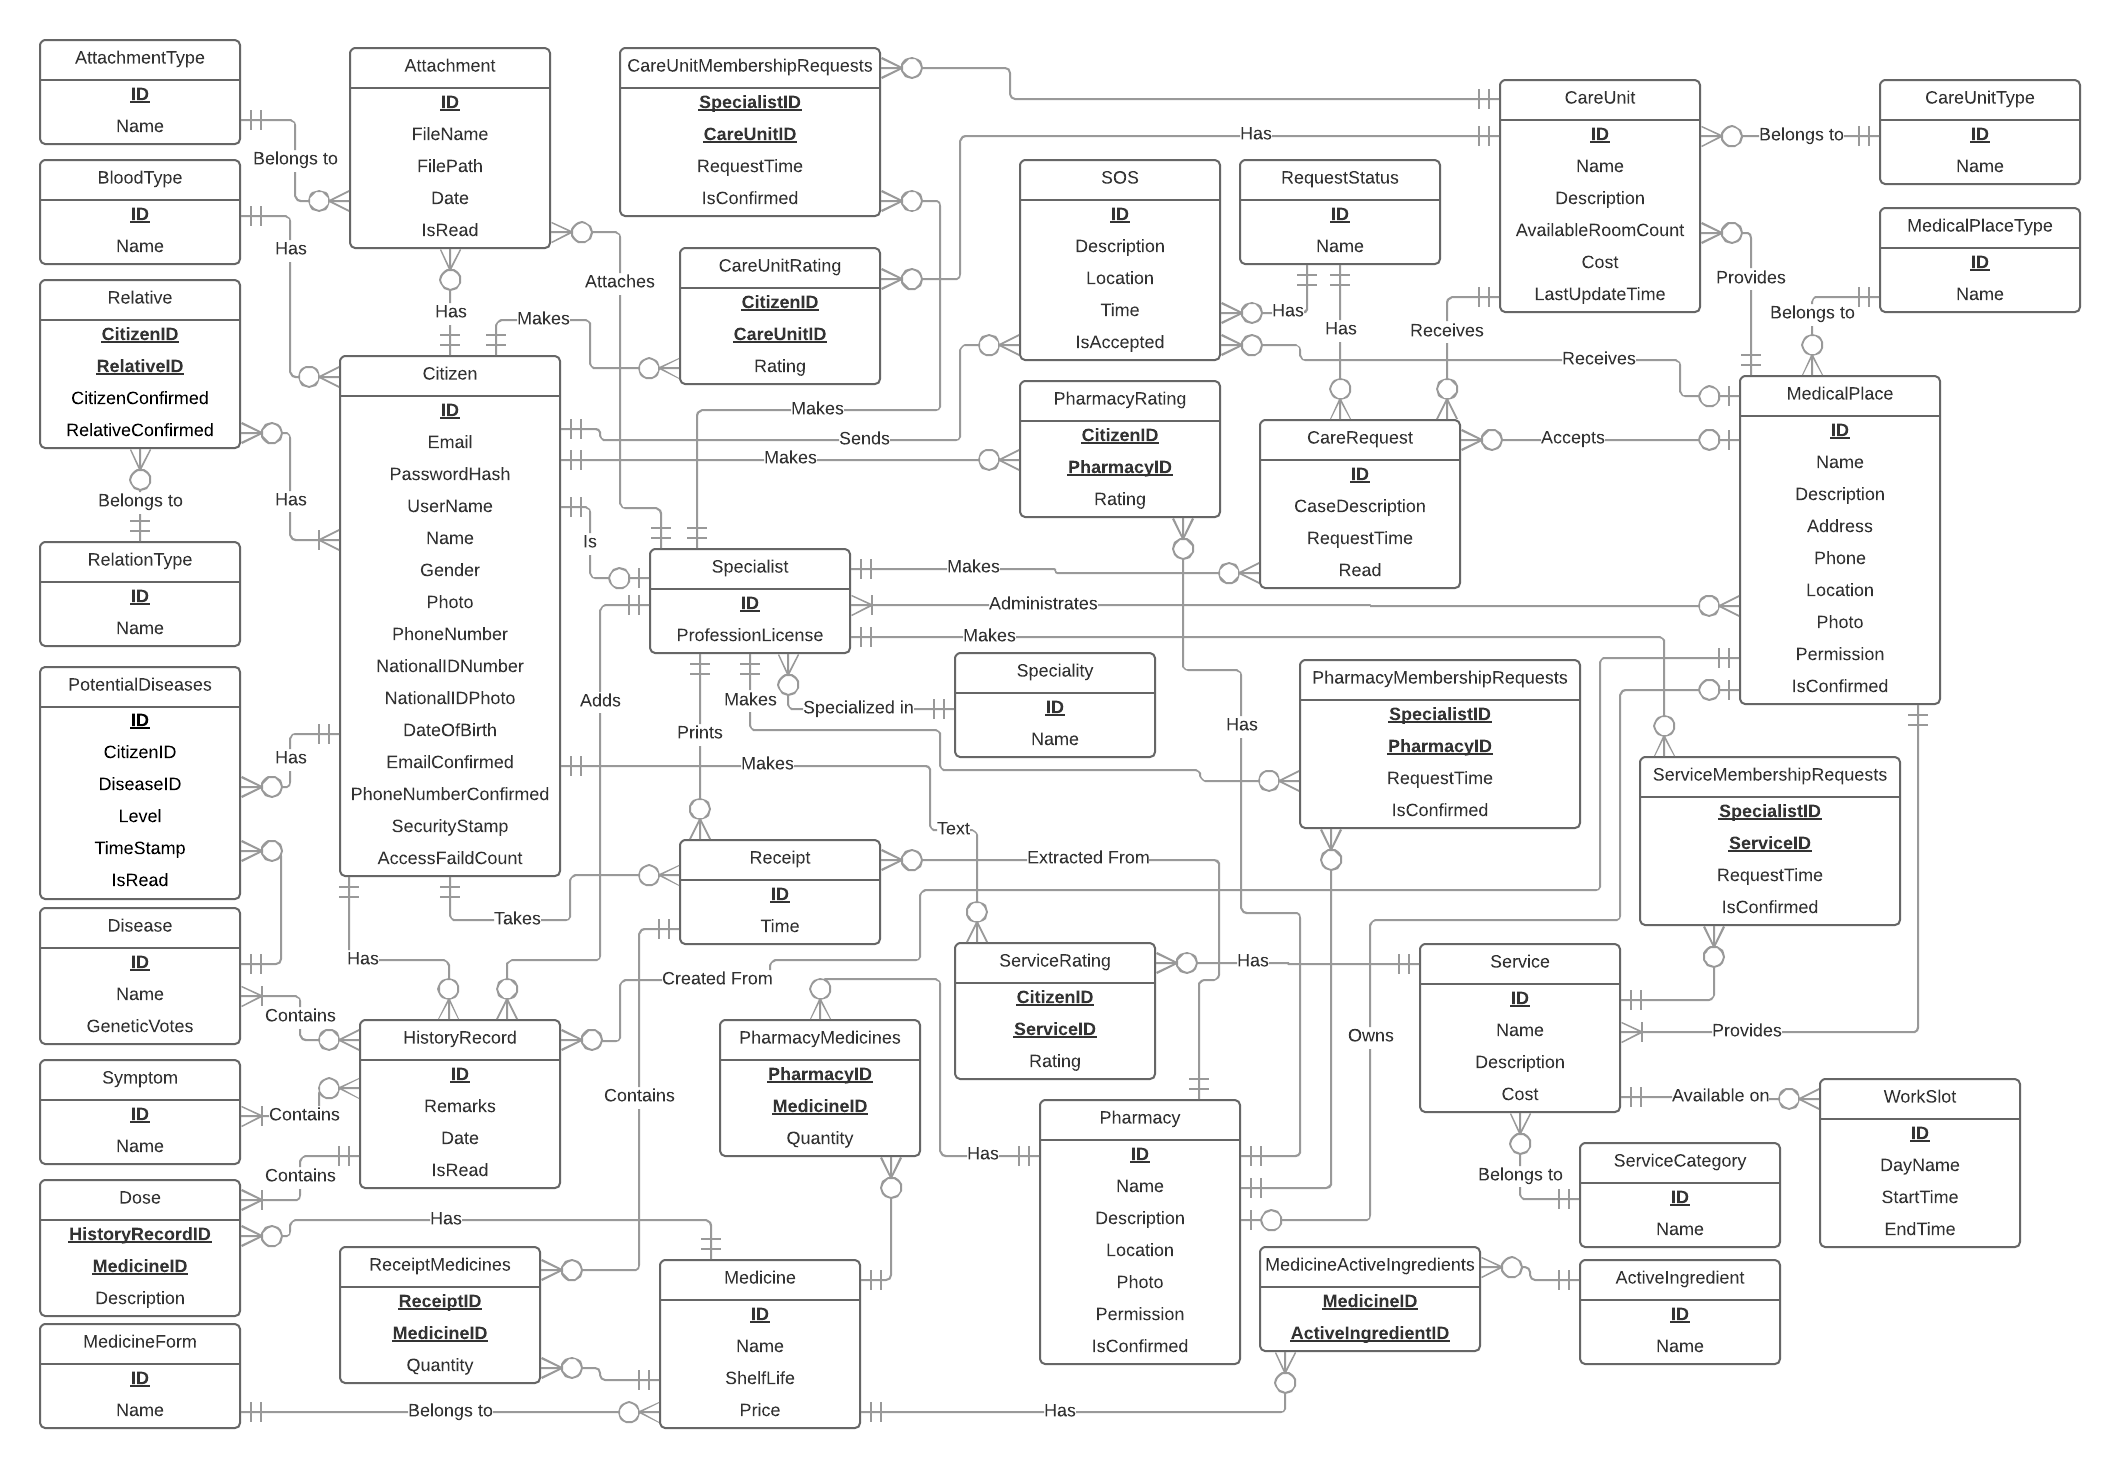 AttachmentType
ID
Name
Belongs to
BloodType
ID
Name
Has
Relative
CitizenID
RelativeID
CitizenConfirmed
RelativeConfirmed
Has
Belongs to
RelationType
ID
Name
PotentialDiseases
ID
CitizenID
DiseaseID
Level
TimeStamp
IsRead
Has
Disease
ID
Name
GeneticVotes
Contains
Symptom
ID
Name
Contains
Contains
Dose
HistoryRecordID
MedicineID
Description
Has
MedicineForm
ID
Name
Belongs to
Attachment
ID
FileName
FilePath
Date
IsRead
Has
Attaches
Makes
Citizen
ID
Email
PasswordHash
UserName
Name
Gender
Photo
PhoneNumber
NationalIDNumber
NationalIDPhoto
DateOfBirth
EmailConfirmed
PhoneNumberConfirmed
SecurityStamp
AccessFaildCount
Is
Adds
Has
Takes
HistoryRecord
ID
Remarks
Date
IsRead
Created From
ReceiptMedicines
ReceiptID
MedicineID
Quantity
Contains
CareUnitMembershipRequests
SpecialistID
CareUnitID
RequestTime
IsConfirmed
CareUnitRating
CitizenID
CareUnitID
Rating
Has
Makes
Sends
Makes
Specialist
ID
ProfessionLicense
Makes
Administrates
Makes
Prints
Makes
Specialized in
Speciality
ID
Name
Makes
Text
Receipt
ID
Time
Extracted From
PharmacyMedicines
PharmacyID
MedicineID
Quantity
Has
Medicine
ID
Name
ShelfLife
Price
Has
SOS
ID
Description
Location
Time
IsAccepted
Has
Receives
RequestStatus
ID
Name
Has
Receives
PharmacyRating
CitizenID
PharmacyID
Rating
Has
CareRequest
ID
CaseDescription
RequestTime
Read
Accepts
PharmacyMembershipRequests
SpecialistID
PharmacyID
RequestTime
IsConfirmed
ServiceRating
CitizenID
ServiceID
Rating
Has
Owns
Pharmacy
ID
Name
Description
Location
Photo
Permission
IsConfirmed
MedicineActiveIngredients
MedicineID
ActiveIngredientID
CareUnit
ID
Name
Description
AvailableRoomCount
Cost
LastUpdateTime
Belongs to
CareUnitType
ID
Name
Provides
MedicalPlaceType
ID
Name
Belongs to
MedicalPlace
ID
Name
Description
Address
Phone
Location
Photo
Permission
IsConfirmed
ServiceMembershipRequests
SpecialistID
ServiceID
RequestTime
IsConfirmed
Service
ID
Name
Description
Cost
Provides
Available on
WorkSlot
ID
DayName
StartTime
EndTime
Belongs to
ServiceCategory
ID
Name
ActiveIngredient
ID
Name